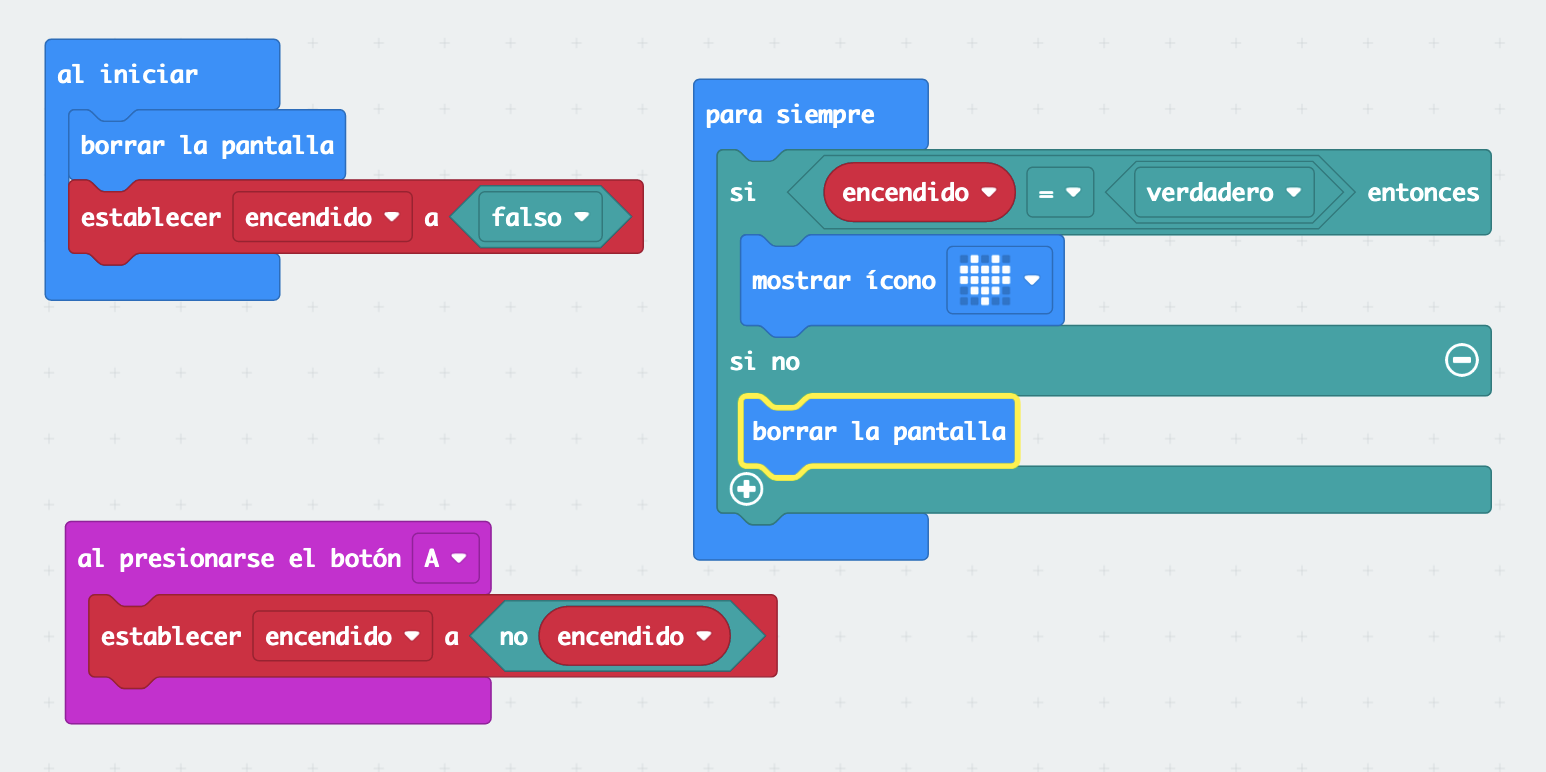 al iniciar
borrar la pantalla
establecer encendido a falso
para siempre
si encendido = verdadero entonces
mostrar ícono
si no
borrar la pantalla
al presionarse el botón A
establecer encendido a no encendido